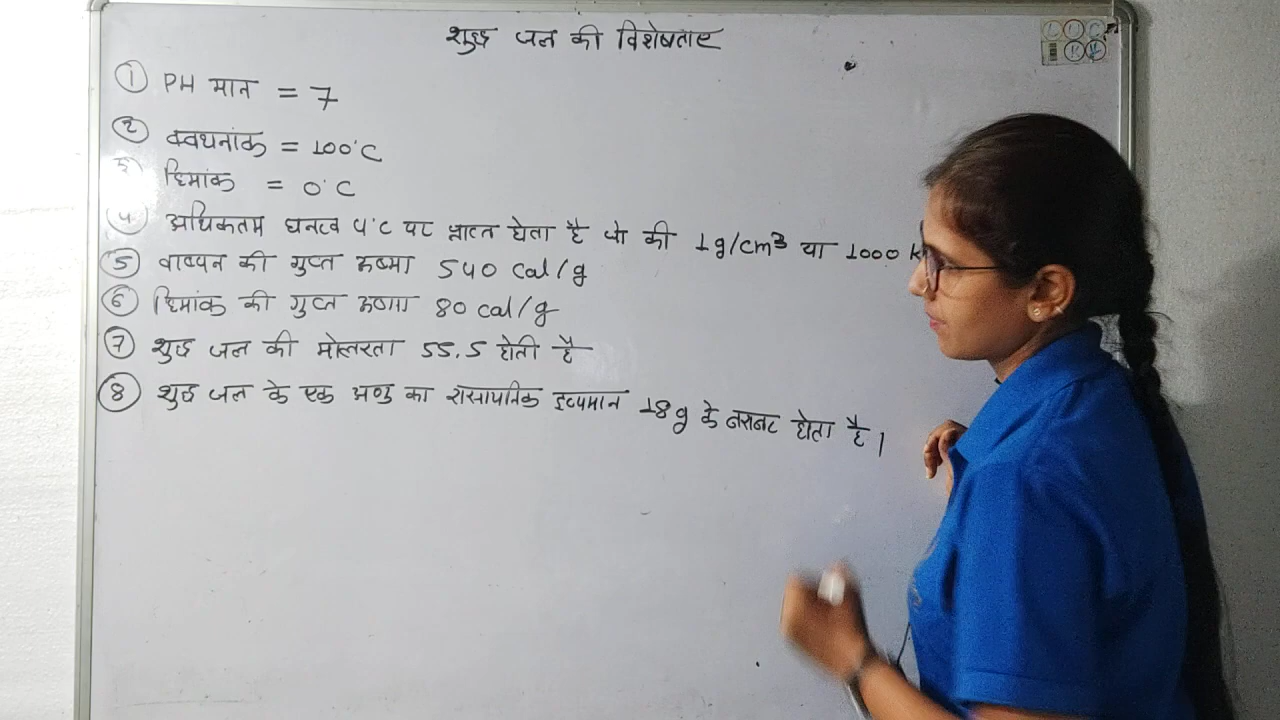 शुद्ध जल की विशेषताए
① PH मान = 7
② क्वथनांक = 100°C
3 हिमांक = 0°C
4 अधिकतम घनत्व 4°C पर प्राप्त होता है जो की 1g/cm³ या 1000 k
⑤ वाष्पन की गुप्त ऊष्मा 540 cal/g
⑥ हिमांक की गुप्त ऊष्मा 80 cal/g
⑦ शुद्ध जल की मोलरता 55.5 होती है
⑧ शुद्ध जल के एक अणु का रासायनिक द्रव्यमान 18g के बराबर होता है।